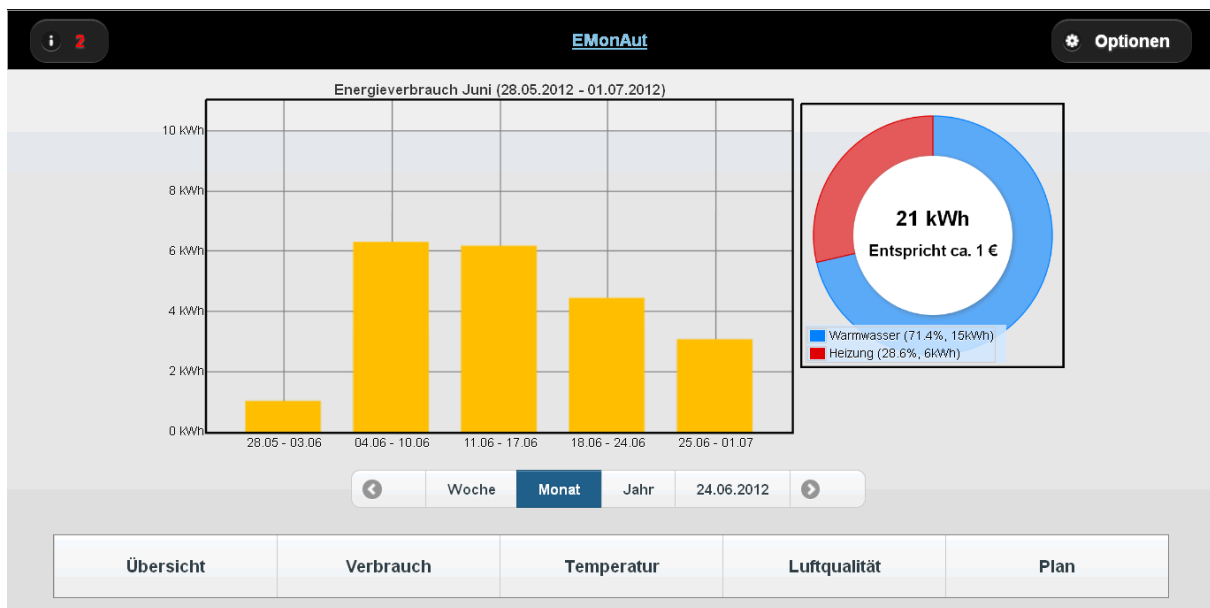 i 2
EMonAut
Optionen
Energieverbrauch Juni (28.05.2012 - 01.07.2012)
10 kWh
8 kWh
6 kWh
4 kWh
2 kWh
0 kWh
28.05 - 03.06 04.06 - 10.06 11.06 - 17.06 18.06 - 24.06 25.06 - 01.07
21 kWh
Entspricht ca. 1 €
Warmwasser (71.4%, 15kWh)
Heizung (28.6%, 6kWh)
Woche Monat Jahr 24.06.2012
Übersicht Verbrauch Temperatur Luftqualität Plan